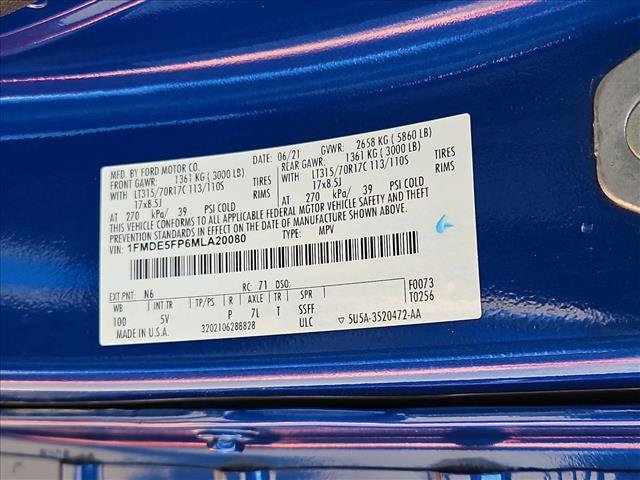 MFD. BY FORD MOTOR CO. DATE: 06/21 GVWR: 2658 KG ( 5860 LB)
FRONT GAWR: 1361 KG ( 3000 LB) REAR GAWR: 1361 KG ( 3000 LB)
WITH LT315/70R17C 113/110S TIRES WITH LT315/70R17C 113/110S TIRES
17x8.5J RIMS 17x8.5J RIMS
AT 270 kPa/ 39 PSI COLD AT 270 kPa/ 39 PSI COLD
THIS VEHICLE CONFORMS TO ALL APPLICABLE FEDERAL MOTOR VEHICLE SAFETY AND THEFT
PREVENTION STANDARDS IN EFFECT ON THE DATE OF MANUFACTURE SHOWN ABOVE.
VIN: 1FMDE5FP6MLA20080 TYPE: MPV
EXT PNT: N6 RC: 71 DSO: F0073
WB INT TR TP/PS R AXLE TR SPR T0256
100 5V P 7L T SSFF
MADE IN U.S.A. 3202106288828 ULC ▽ 5U5A-3520472-AA